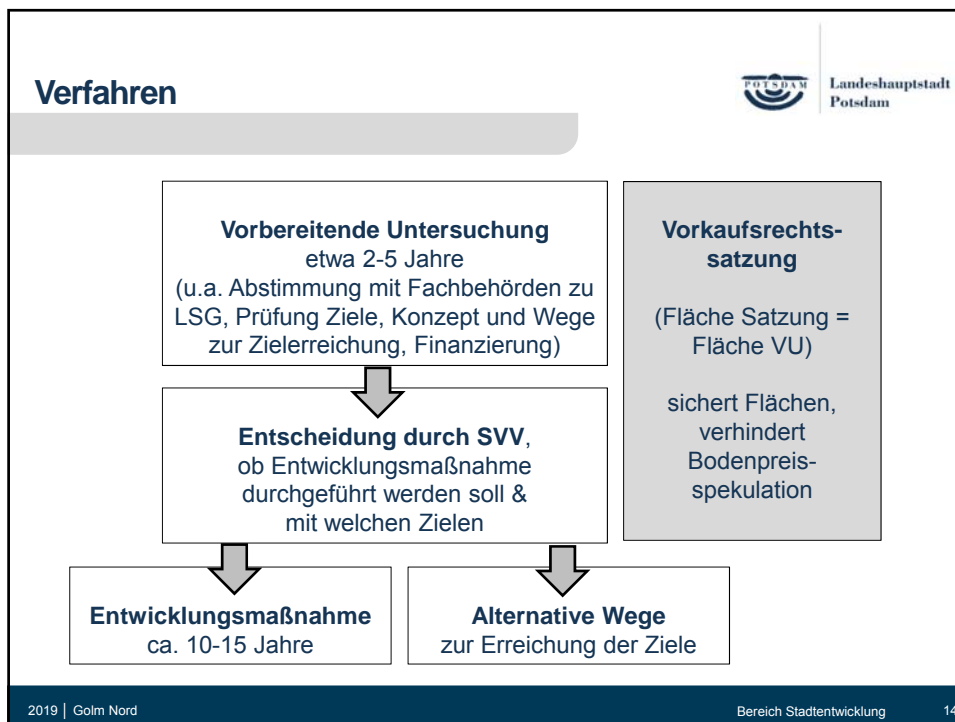 Verfahren
POTSDAM
Landeshauptstadt
Potsdam
Vorbereitende Untersuchung
etwa 2-5 Jahre
(u.a. Abstimmung mit Fachbehörden zu
LSG, Prüfung Ziele, Konzept und Wege
zur Zielerreichung, Finanzierung)
Entscheidung durch SVV,
ob Entwicklungsmaßnahme
durchgeführt werden soll &
mit welchen Zielen
Entwicklungsmaßnahme
ca. 10-15 Jahre
Alternative Wege
zur Erreichung der Ziele
Vorkaufsrechts-
satzung
(Fläche Satzung =
Fläche VU)
sichert Flächen,
verhindert
Bodenpreis-
spekulation
2019 | Golm Nord
Bereich Stadtentwicklung
14